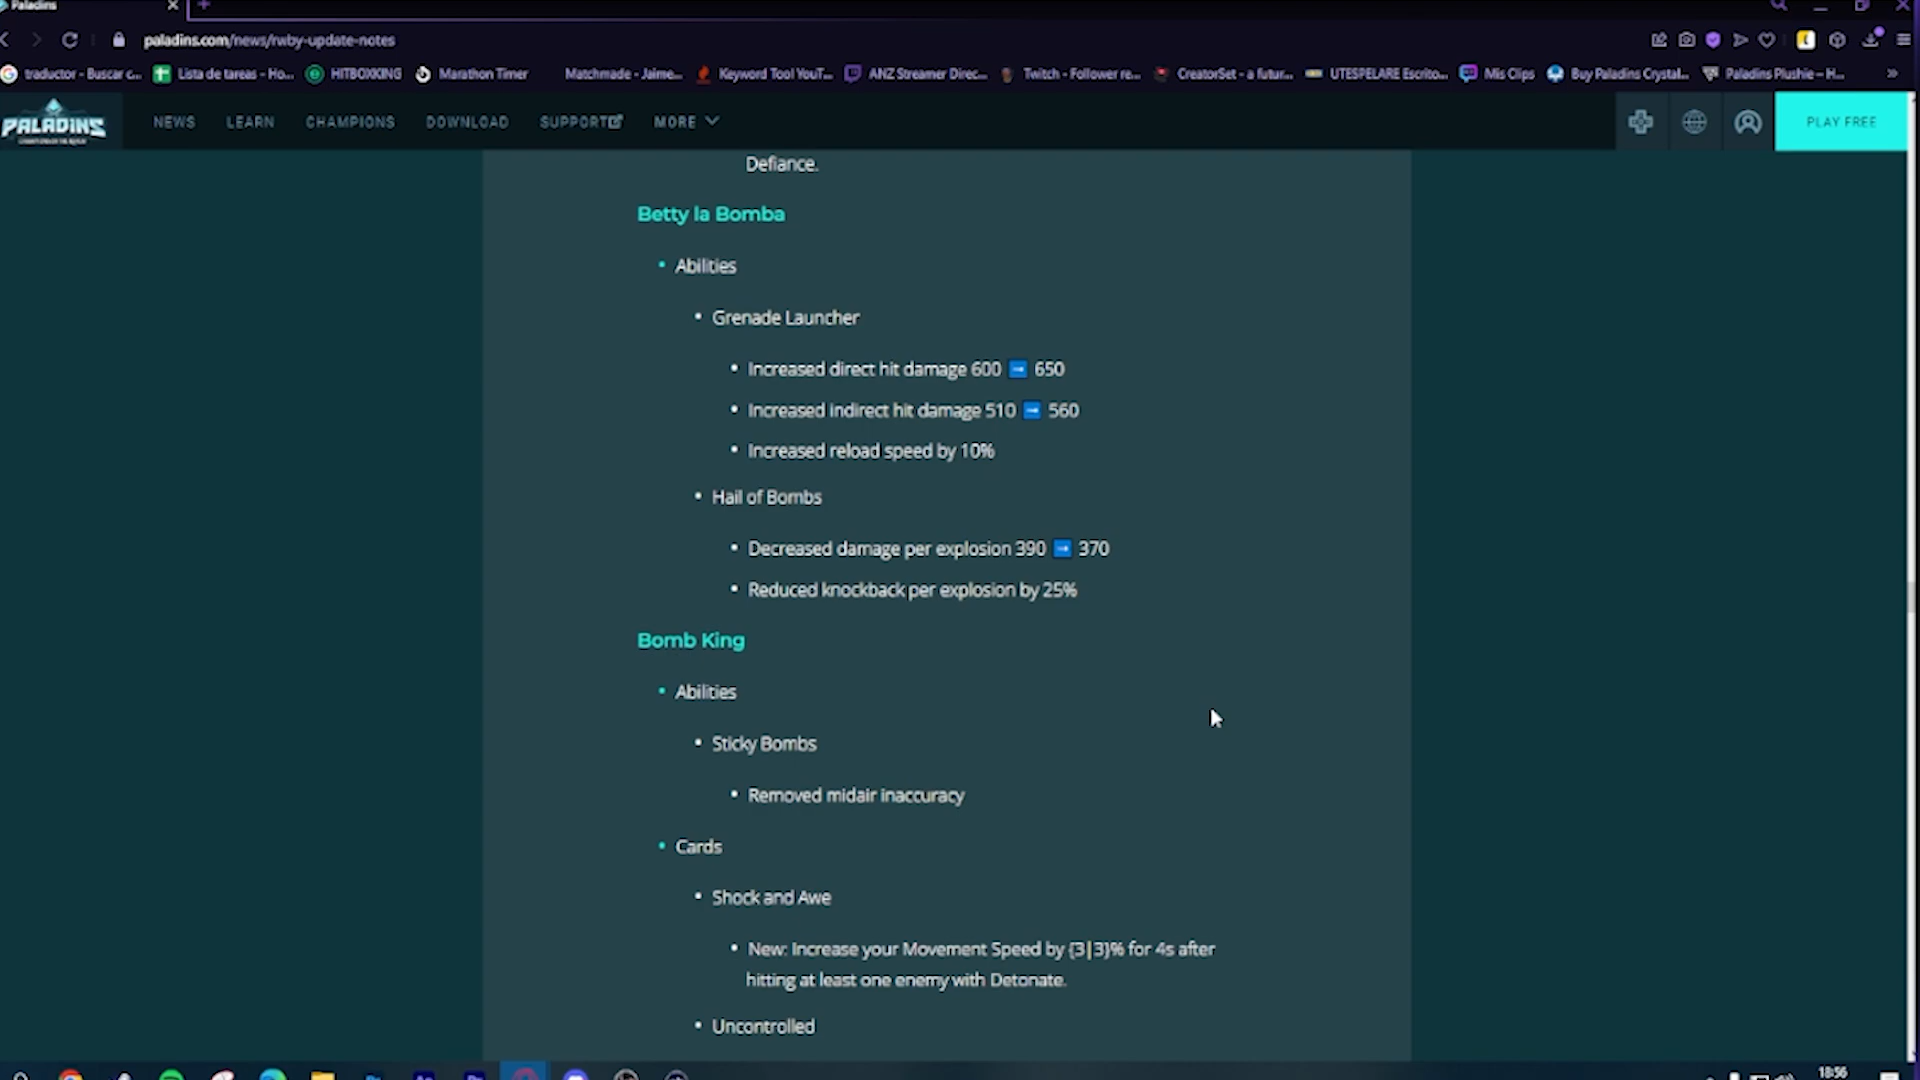 Paladins
paladins.com/news/rwby-update-notes
traductor - Buscar c... Lista de tareas – Ho... HITBOXKING Marathon Timer Matchmade - Jaime... Keyword Tool YouT... ANZ Streamer Direc... Twitch - Follower re... CreatorSet - a futur... UTESPELARE Escrito... Mis Clips Buy Paladins Crystal... Paladins Plushie – H... »
PALADINS NEWS LEARN CHAMPIONS DOWNLOAD SUPPORT MORE PLAY FREE
Defiance.
Betty la Bomba
• Abilities
• Grenade Launcher
• Increased direct hit damage 600 ➡ 650
• Increased indirect hit damage 510 ➡ 560
• Increased reload speed by 10%
• Hail of Bombs
• Decreased damage per explosion 390 ➡ 370
• Reduced knockback per explosion by 25%
Bomb King
• Abilities
• Sticky Bombs
• Removed midair inaccuracy
• Cards
• Shock and Awe
• New: Increase your Movement Speed by {3|3}% for 4s after
hitting at least one enemy with Detonate.
• Uncontrolled
18:56